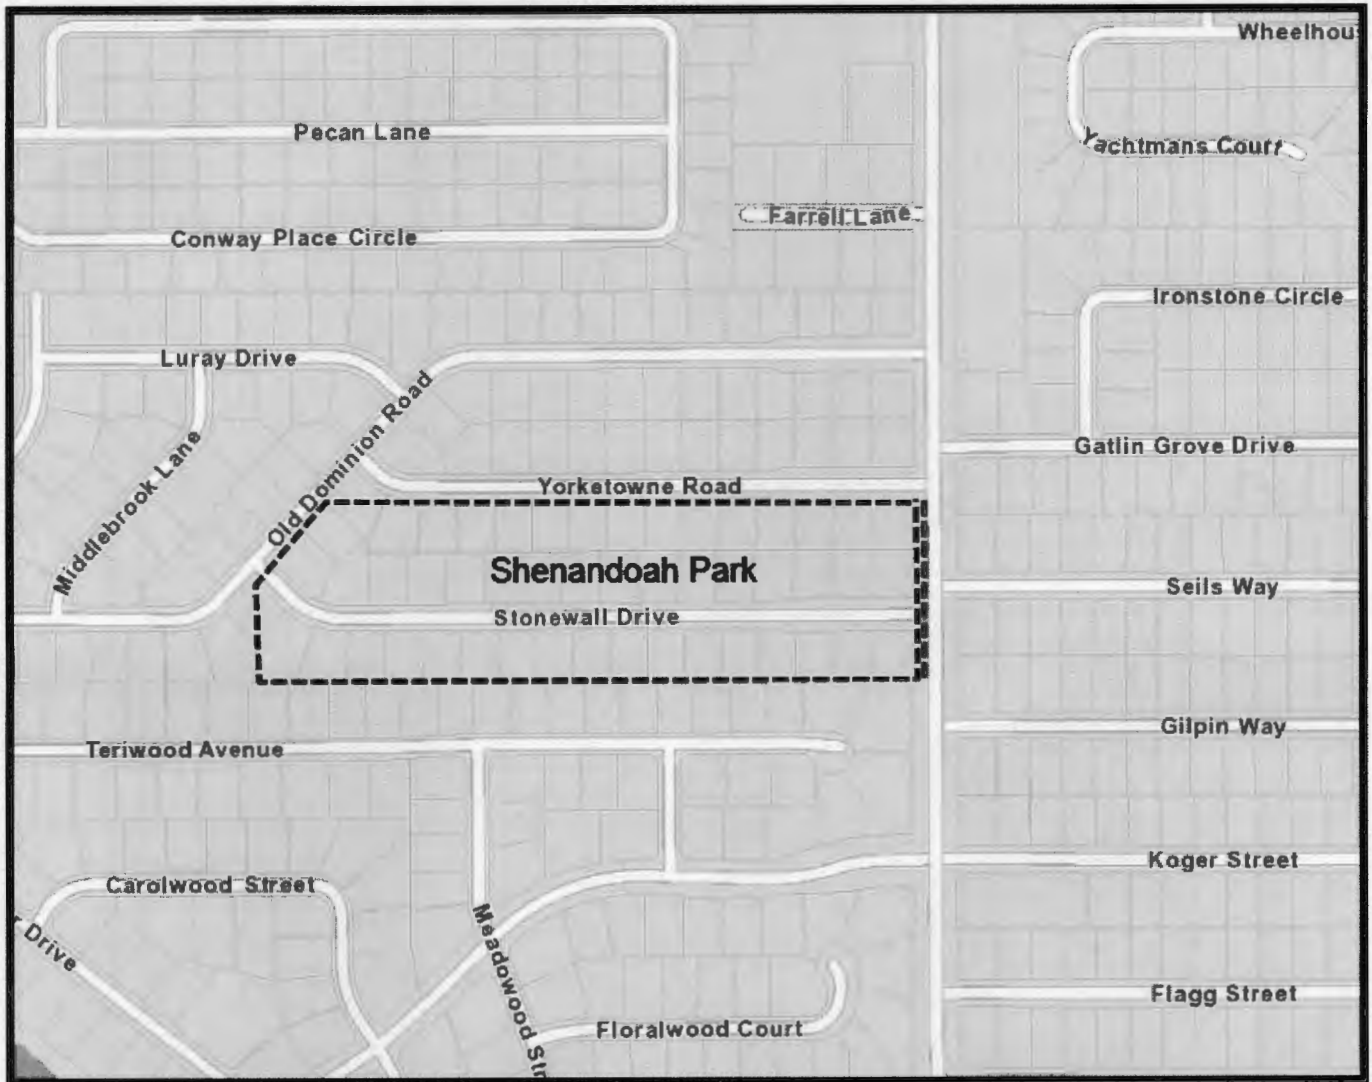 Wheelhou
Pecan Lane
Yachtmans Court
Farrell Lane
Conway Place Circle
Ironstone Circle
Luray Drive
Old Dominion Road
Middlebrook Lane
Gatlin Grove Drive
Yorketowne Road
Shenandoah Park
Seils Way
Stonewall Drive
Gilpin Way
Teriwood Avenue
Koger Street
Carolwood Street
r Drive
Meadowood Str
Flagg Street
Floralwood Court